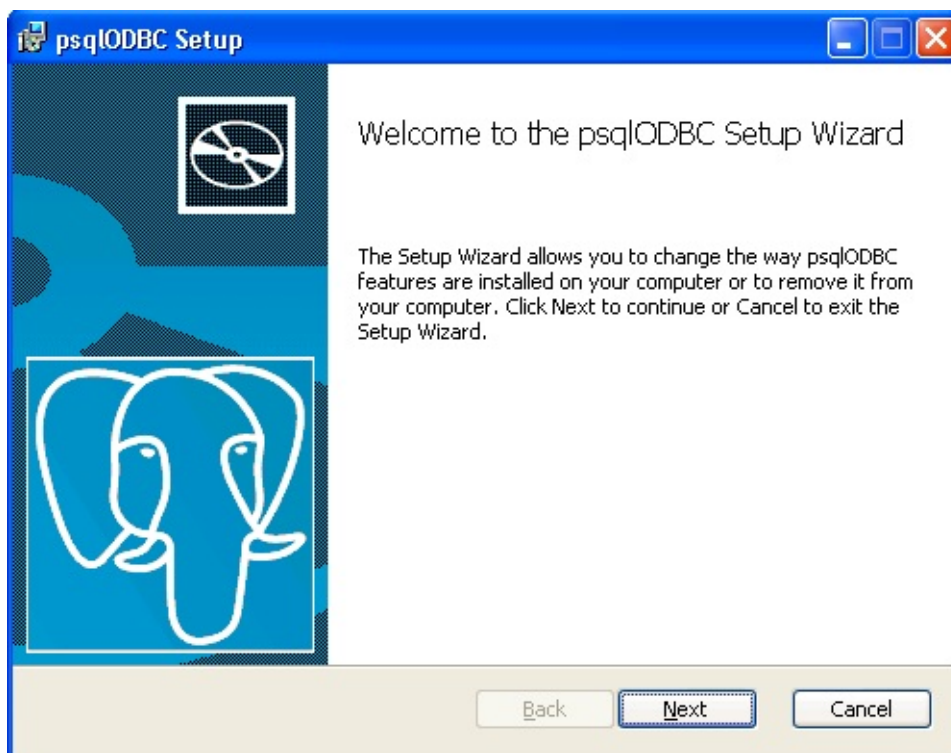 psqlODBC Setup
Welcome to the psqlODBC Setup Wizard
The Setup Wizard allows you to change the way psqlODBC
features are installed on your computer or to remove it from
your computer. Click Next to continue or Cancel to exit the
Setup Wizard.
Back Next Cancel